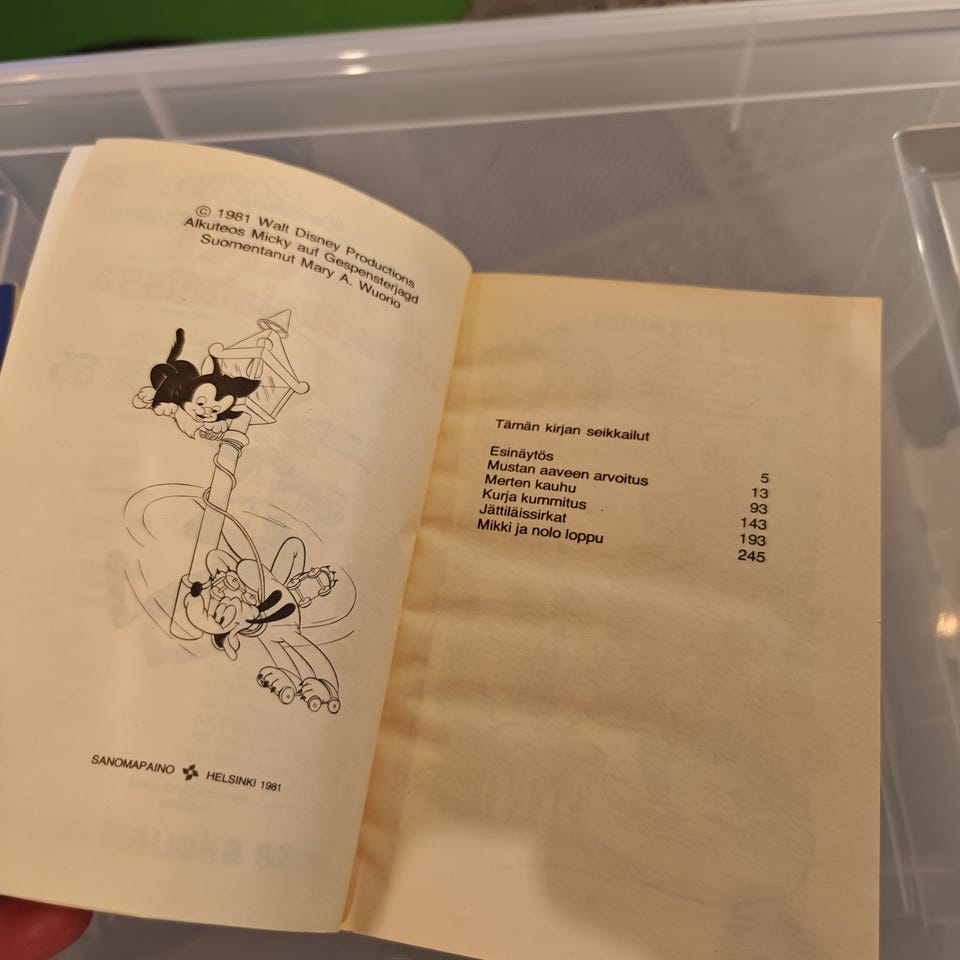 © 1981 Walt Disney Productions
Alkuteos Micky auf Gespensterjagd
Suomentanut Mary A. Wuorio
SANOMAPAINO HELSINKI 1981
Tämän kirjan seikkailut
Esinäytös 5
Mustan aaveen arvoitus 13
Merten kauhu 93
Kurja kummitus 143
Jättiläissirkat 193
Mikki ja nolo loppu 245